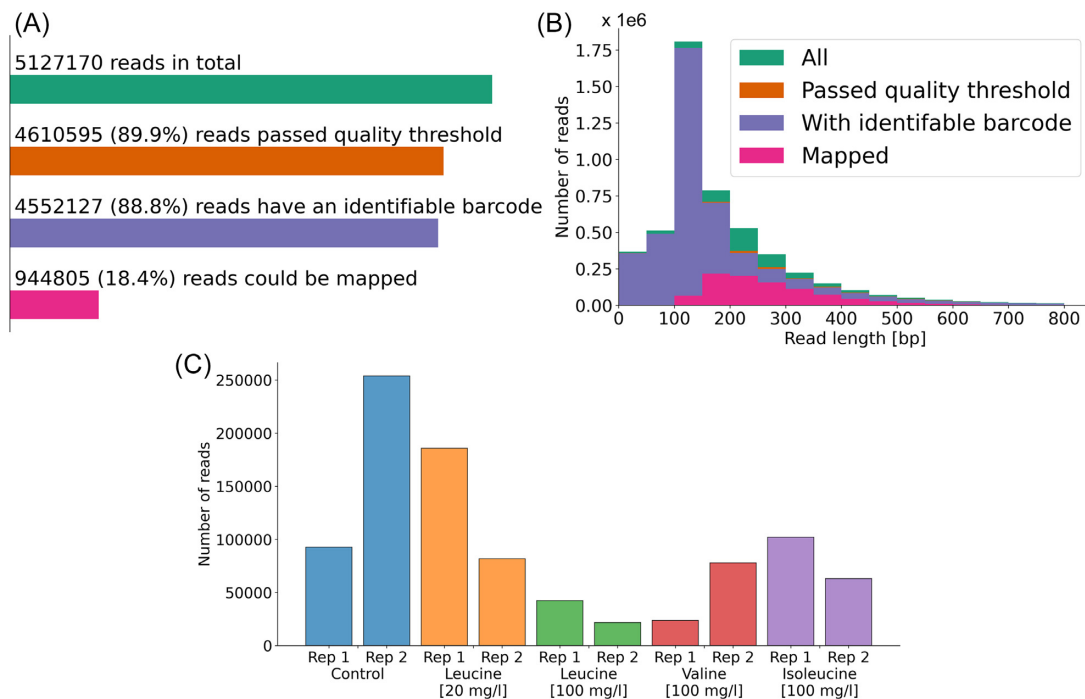 (A)
5127170 reads in total
4610595 (89.9%) reads passed quality threshold
4552127 (88.8%) reads have an identifiable barcode
944805 (18.4%) reads could be mapped
(B)
x 1e6
Number of reads
1.75
1.50
1.25
1.00
0.75
0.50
0.25
0.00
All
Passed quality threshold
With identifable barcode
Mapped
0 100 200 300 400 500 600 700 800
Read length [bp]
(C)
Number of reads
250000
200000
150000
100000
50000
0
Rep 1 Rep 2 Rep 1 Rep 2 Rep 1 Rep 2 Rep 1 Rep 2 Rep 1 Rep 2
Control Leucine Leucine Valine Isoleucine
[20 mg/l] [100 mg/l] [100 mg/l] [100 mg/l]